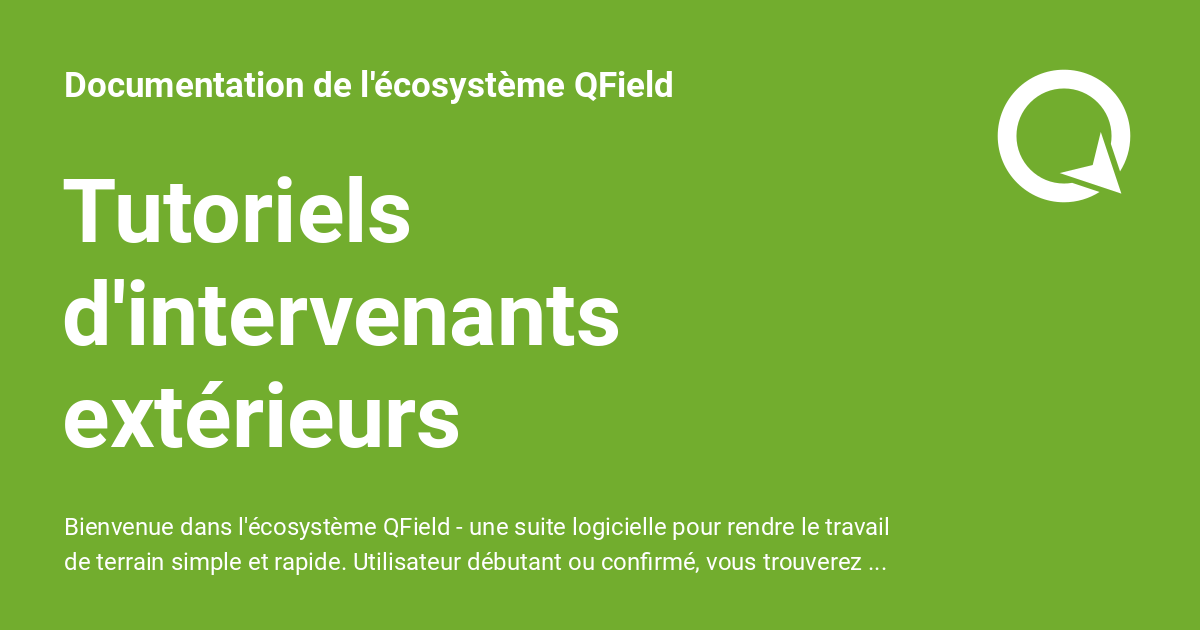 Documentation de l'écosystème QField
Tutoriels
d'intervenants
extérieurs
Bienvenue dans l'écosystème QField - une suite logicielle pour rendre le travail
de terrain simple et rapide. Utilisateur débutant ou confirmé, vous trouverez ...